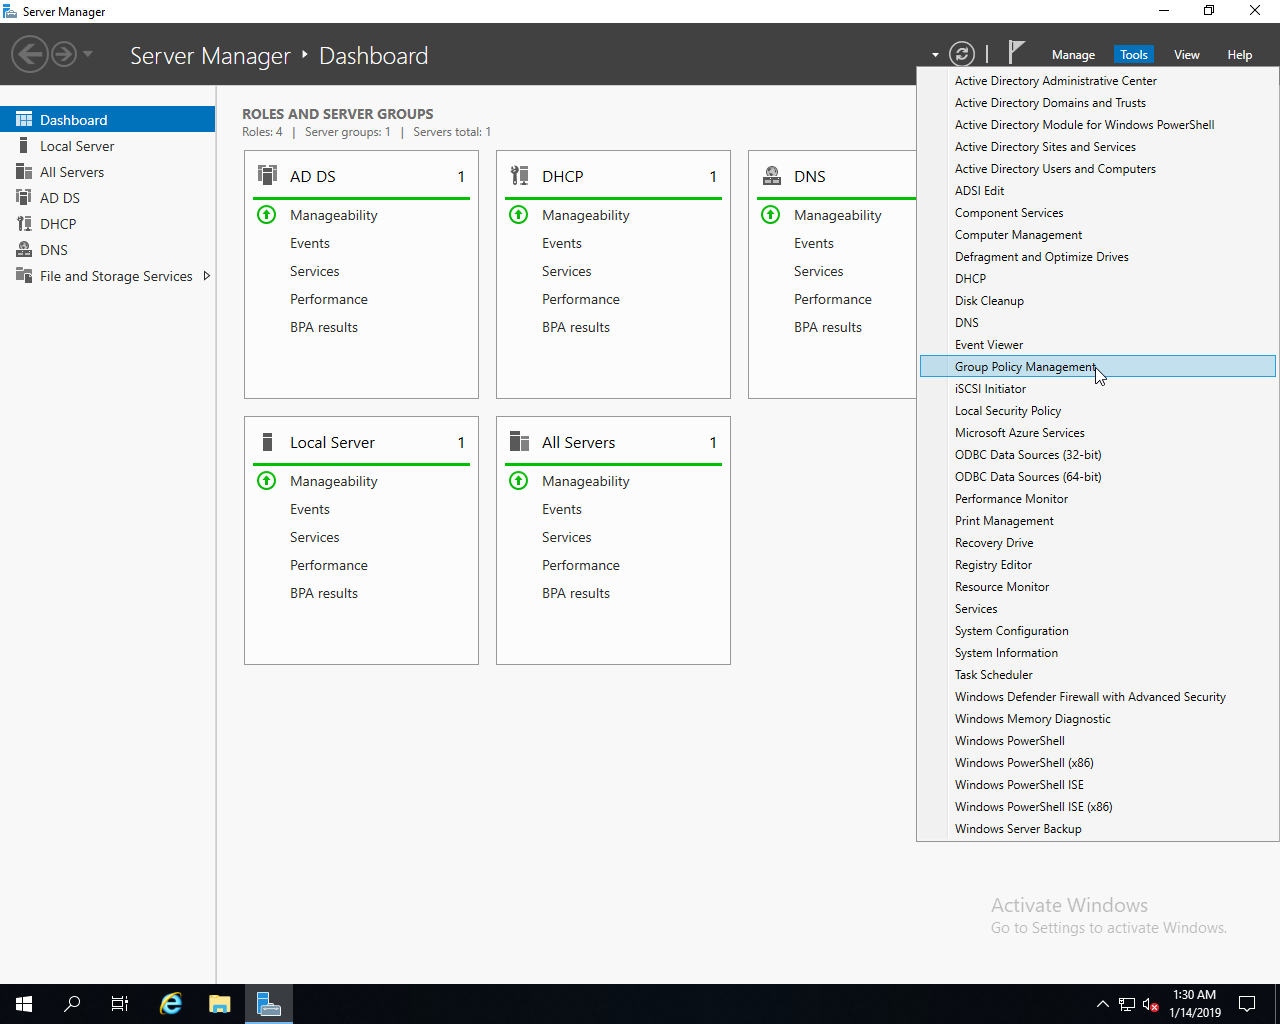 Server Manager
Server Manager ‣ Dashboard
Manage Tools View Help
Dashboard
Local Server
All Servers
AD DS
DHCP
DNS
File and Storage Services
ROLES AND SERVER GROUPS
Roles: 4 | Server groups: 1 | Servers total: 1
AD DS 1
Manageability
Events
Services
Performance
BPA results
DHCP 1
Manageability
Events
Services
Performance
BPA results
DNS
Manageability
Events
Services
Performance
BPA results
Local Server 1
Manageability
Events
Services
Performance
BPA results
All Servers 1
Manageability
Events
Services
Performance
BPA results
Active Directory Administrative Center
Active Directory Domains and Trusts
Active Directory Module for Windows PowerShell
Active Directory Sites and Services
Active Directory Users and Computers
ADSI Edit
Component Services
Computer Management
Defragment and Optimize Drives
DHCP
Disk Cleanup
DNS
Event Viewer
Group Policy Management
iSCSI Initiator
Local Security Policy
Microsoft Azure Services
ODBC Data Sources (32-bit)
ODBC Data Sources (64-bit)
Performance Monitor
Print Management
Recovery Drive
Registry Editor
Resource Monitor
Services
System Configuration
System Information
Task Scheduler
Windows Defender Firewall with Advanced Security
Windows Memory Diagnostic
Windows PowerShell
Windows PowerShell (x86)
Windows PowerShell ISE
Windows PowerShell ISE (x86)
Windows Server Backup
Activate Windows
Go to Settings to activate Windows.
1:30 AM
1/14/2019